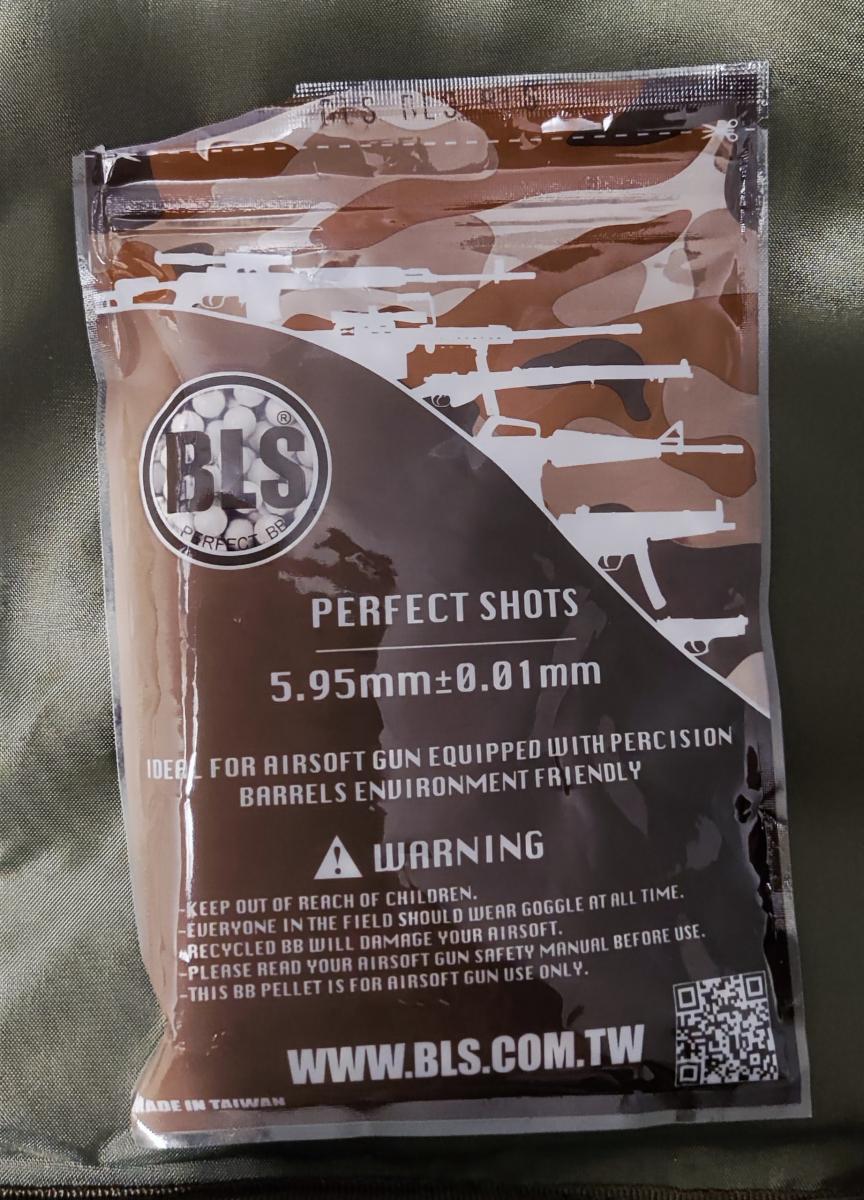 BLS BLS BLS
BLS
®
PERFECT BB
PERFECT SHOTS
5.95mm±0.01mm
IDEAL FOR AIRSOFT GUN EQUIPPED WITH PERCISION
BARRELS ENVIRONMENT FRIENDLY
WARNING
-KEEP OUT OF REACH OF CHILDREN.
-EVERYONE IN THE FIELD SHOULD WEAR GOGGLE AT ALL TIME.
-RECYCLED BB WILL DAMAGE YOUR AIRSOFT.
-PLEASE READ YOUR AIRSOFT GUN SAFETY MANUAL BEFORE USE.
-THIS BB PELLET IS FOR AIRSOFT GUN USE ONLY.
WWW.BLS.COM.TW
MADE IN TAIWAN